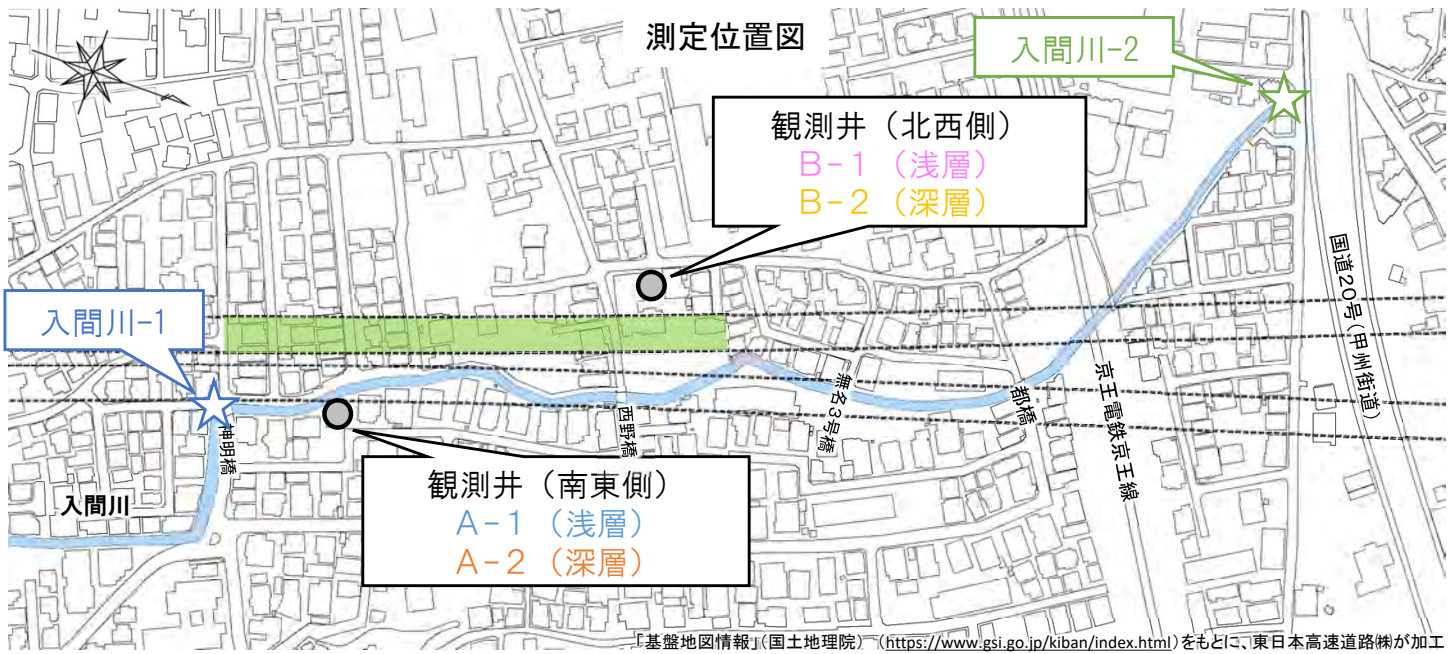 測定位置図
入間川-2
観測井（北西側）
B-1（浅層）
B-2（深層）
国道20号(甲州街道)
入間川-1
無名3号橋
都橋
京王電鉄京王線
西野橋
神明橋
観測井（南東側）
A-1（浅層）
A-2（深層）
入間川
「基盤地図情報」(国土地理院)　(https://www.gsi.go.jp/kiban/index.html)をもとに、東日本高速道路㈱が加工